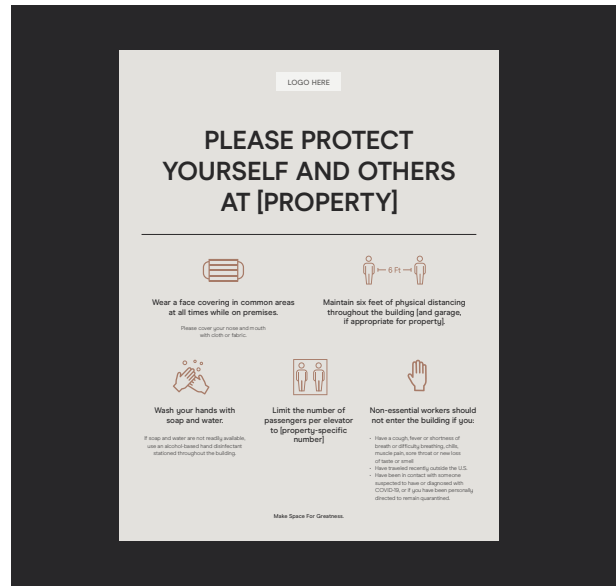 LOGO HERE
PLEASE PROTECT
YOURSELF AND OTHERS
AT [PROPERTY]
6 Ft
Wear a face covering in common areas
at all times while on premises.
Please cover your nose and mouth
with cloth or fabric.
Maintain six feet of physical distancing
throughout the building [and garage,
if appropriate for property].
Wash your hands with
soap and water.
If soap and water are not readily available,
use an alcohol-based hand disinfectant
stationed throughout the building.
Limit the number of
passengers per elevator
to [property-specific
number]
Non-essential workers should
not enter the building if you:
• Have a cough, fever or shortness of
breath or difficulty breathing, chills,
muscle pain, sore throat or new loss
of taste or smell
• Have traveled recently outside the U.S.
• Have been in contact with someone
suspected to have or diagnosed with
COVID-19, or if you have been personally
directed to remain quarantined.
Make Space For Greatness.